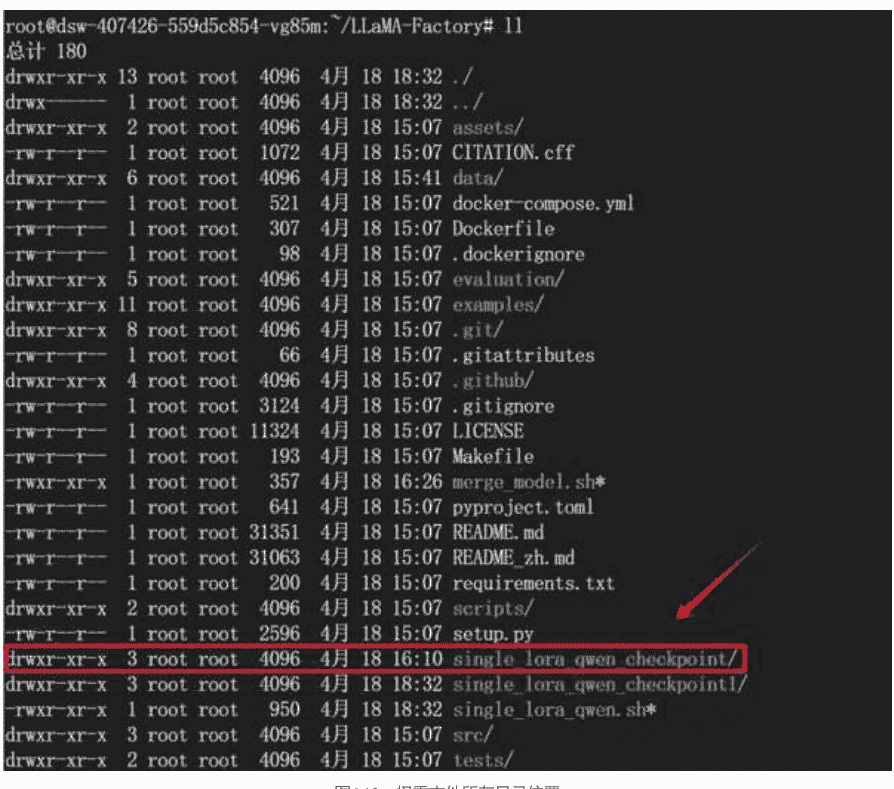 root@dsw-407426-559d5c854-vg85m:~/LLaMA-Factory# ll
总计 180
drwxr-xr-x 13 root root 4096 4月 18 18:32 ./
drwx------ 1 root root 4096 4月 18 18:32 ../
drwxr-xr-x 2 root root 4096 4月 18 15:07 assets/
-rw-r--r-- 1 root root 1072 4月 18 15:07 CITATION.cff
drwxr-xr-x 6 root root 4096 4月 18 15:41 data/
-rw-r--r-- 1 root root 521 4月 18 15:07 docker-compose.yml
-rw-r--r-- 1 root root 307 4月 18 15:07 Dockerfile
-rw-r--r-- 1 root root 98 4月 18 15:07 .dockerignore
drwxr-xr-x 5 root root 4096 4月 18 15:07 evaluation/
drwxr-xr-x 11 root root 4096 4月 18 15:07 examples/
drwxr-xr-x 8 root root 4096 4月 18 15:07 .git/
-rw-r--r-- 1 root root 66 4月 18 15:07 .gitattributes
drwxr-xr-x 4 root root 4096 4月 18 15:07 .github/
-rw-r--r-- 1 root root 3124 4月 18 15:07 .gitignore
-rw-r--r-- 1 root root 11324 4月 18 15:07 LICENSE
-rw-r--r-- 1 root root 193 4月 18 15:07 Makefile
-rwxr-xr-x 1 root root 357 4月 18 16:26 merge_model.sh*
-rw-r--r-- 1 root root 641 4月 18 15:07 pyproject.toml
-rw-r--r-- 1 root root 31351 4月 18 15:07 README.md
-rw-r--r-- 1 root root 31063 4月 18 15:07 README_zh.md
-rw-r--r-- 1 root root 200 4月 18 15:07 requirements.txt
drwxr-xr-x 2 root root 4096 4月 18 15:07 scripts/
-rw-r--r-- 1 root root 2596 4月 18 15:07 setup.py
drwxr-xr-x 3 root root 4096 4月 18 16:10 single_lora_qwen_checkpoint/
drwxr-xr-x 3 root root 4096 4月 18 18:32 single_lora_qwen_checkpoint1/
-rwxr-xr-x 1 root root 950 4月 18 18:32 single_lora_qwen.sh*
drwxr-xr-x 3 root root 4096 4月 18 15:07 src/
drwxr-xr-x 2 root root 4096 4月 18 15:07 tests/